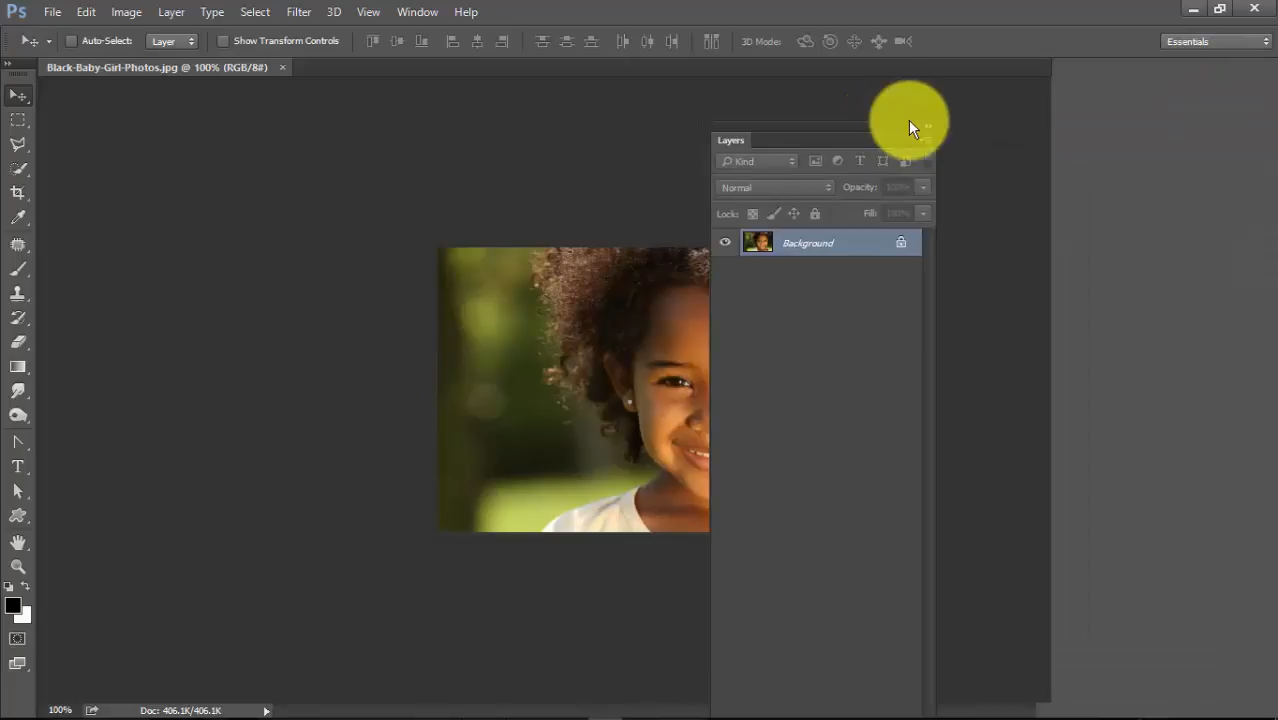 Ps File Edit Image Layer Type Select Filter 3D View Window Help
Auto-Select: Layer Show Transform Controls 3D Mode: Essentials
Black-Baby-Girl-Photos.jpg @ 100% (RGB/8#) ×
Layers
Kind
Normal Opacity: 100%
Lock: Fill: 100%
Background
100% Doc: 406.1K/406.1K